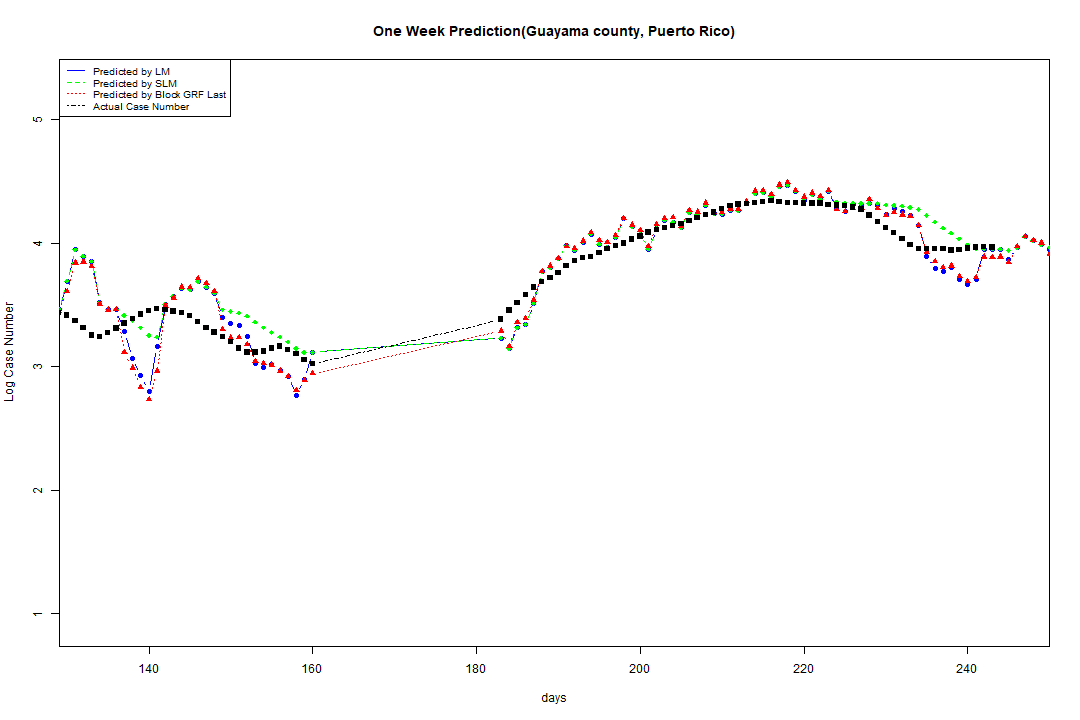 One Week Prediction(Guayama county, Puerto Rico)
Predicted by LM
Predicted by SLM
Predicted by Block GRF Last
Actual Case Number
Log Case Number
5
4
3
2
1
140 160 180 200 220 240
days